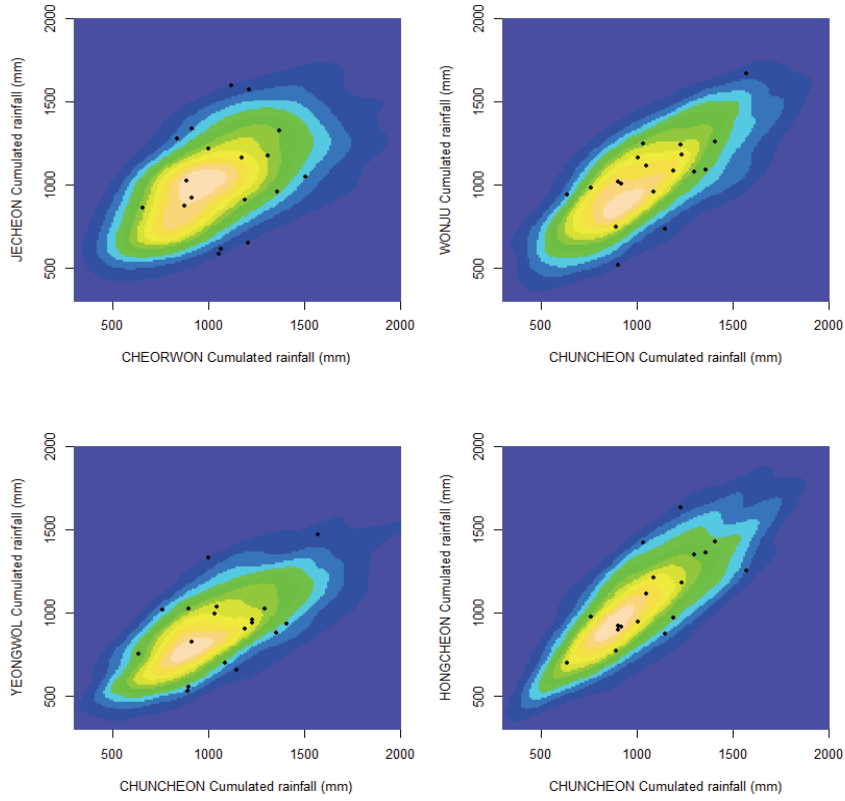 JECHEON Cumulated rainfall (mm)
500 1000 1500 2000
500 1000 1500 2000
CHEORWON Cumulated rainfall (mm)
WONJU Cumulated rainfall (mm)
500 1000 1500 2000
500 1000 1500 2000
CHUNCHEON Cumulated rainfall (mm)
YEONGWOL Cumulated rainfall (mm)
500 1000 1500 2000
500 1000 1500 2000
CHUNCHEON Cumulated rainfall (mm)
HONGCHEON Cumulated rainfall (mm)
500 1000 1500 2000
500 1000 1500 2000
CHUNCHEON Cumulated rainfall (mm)